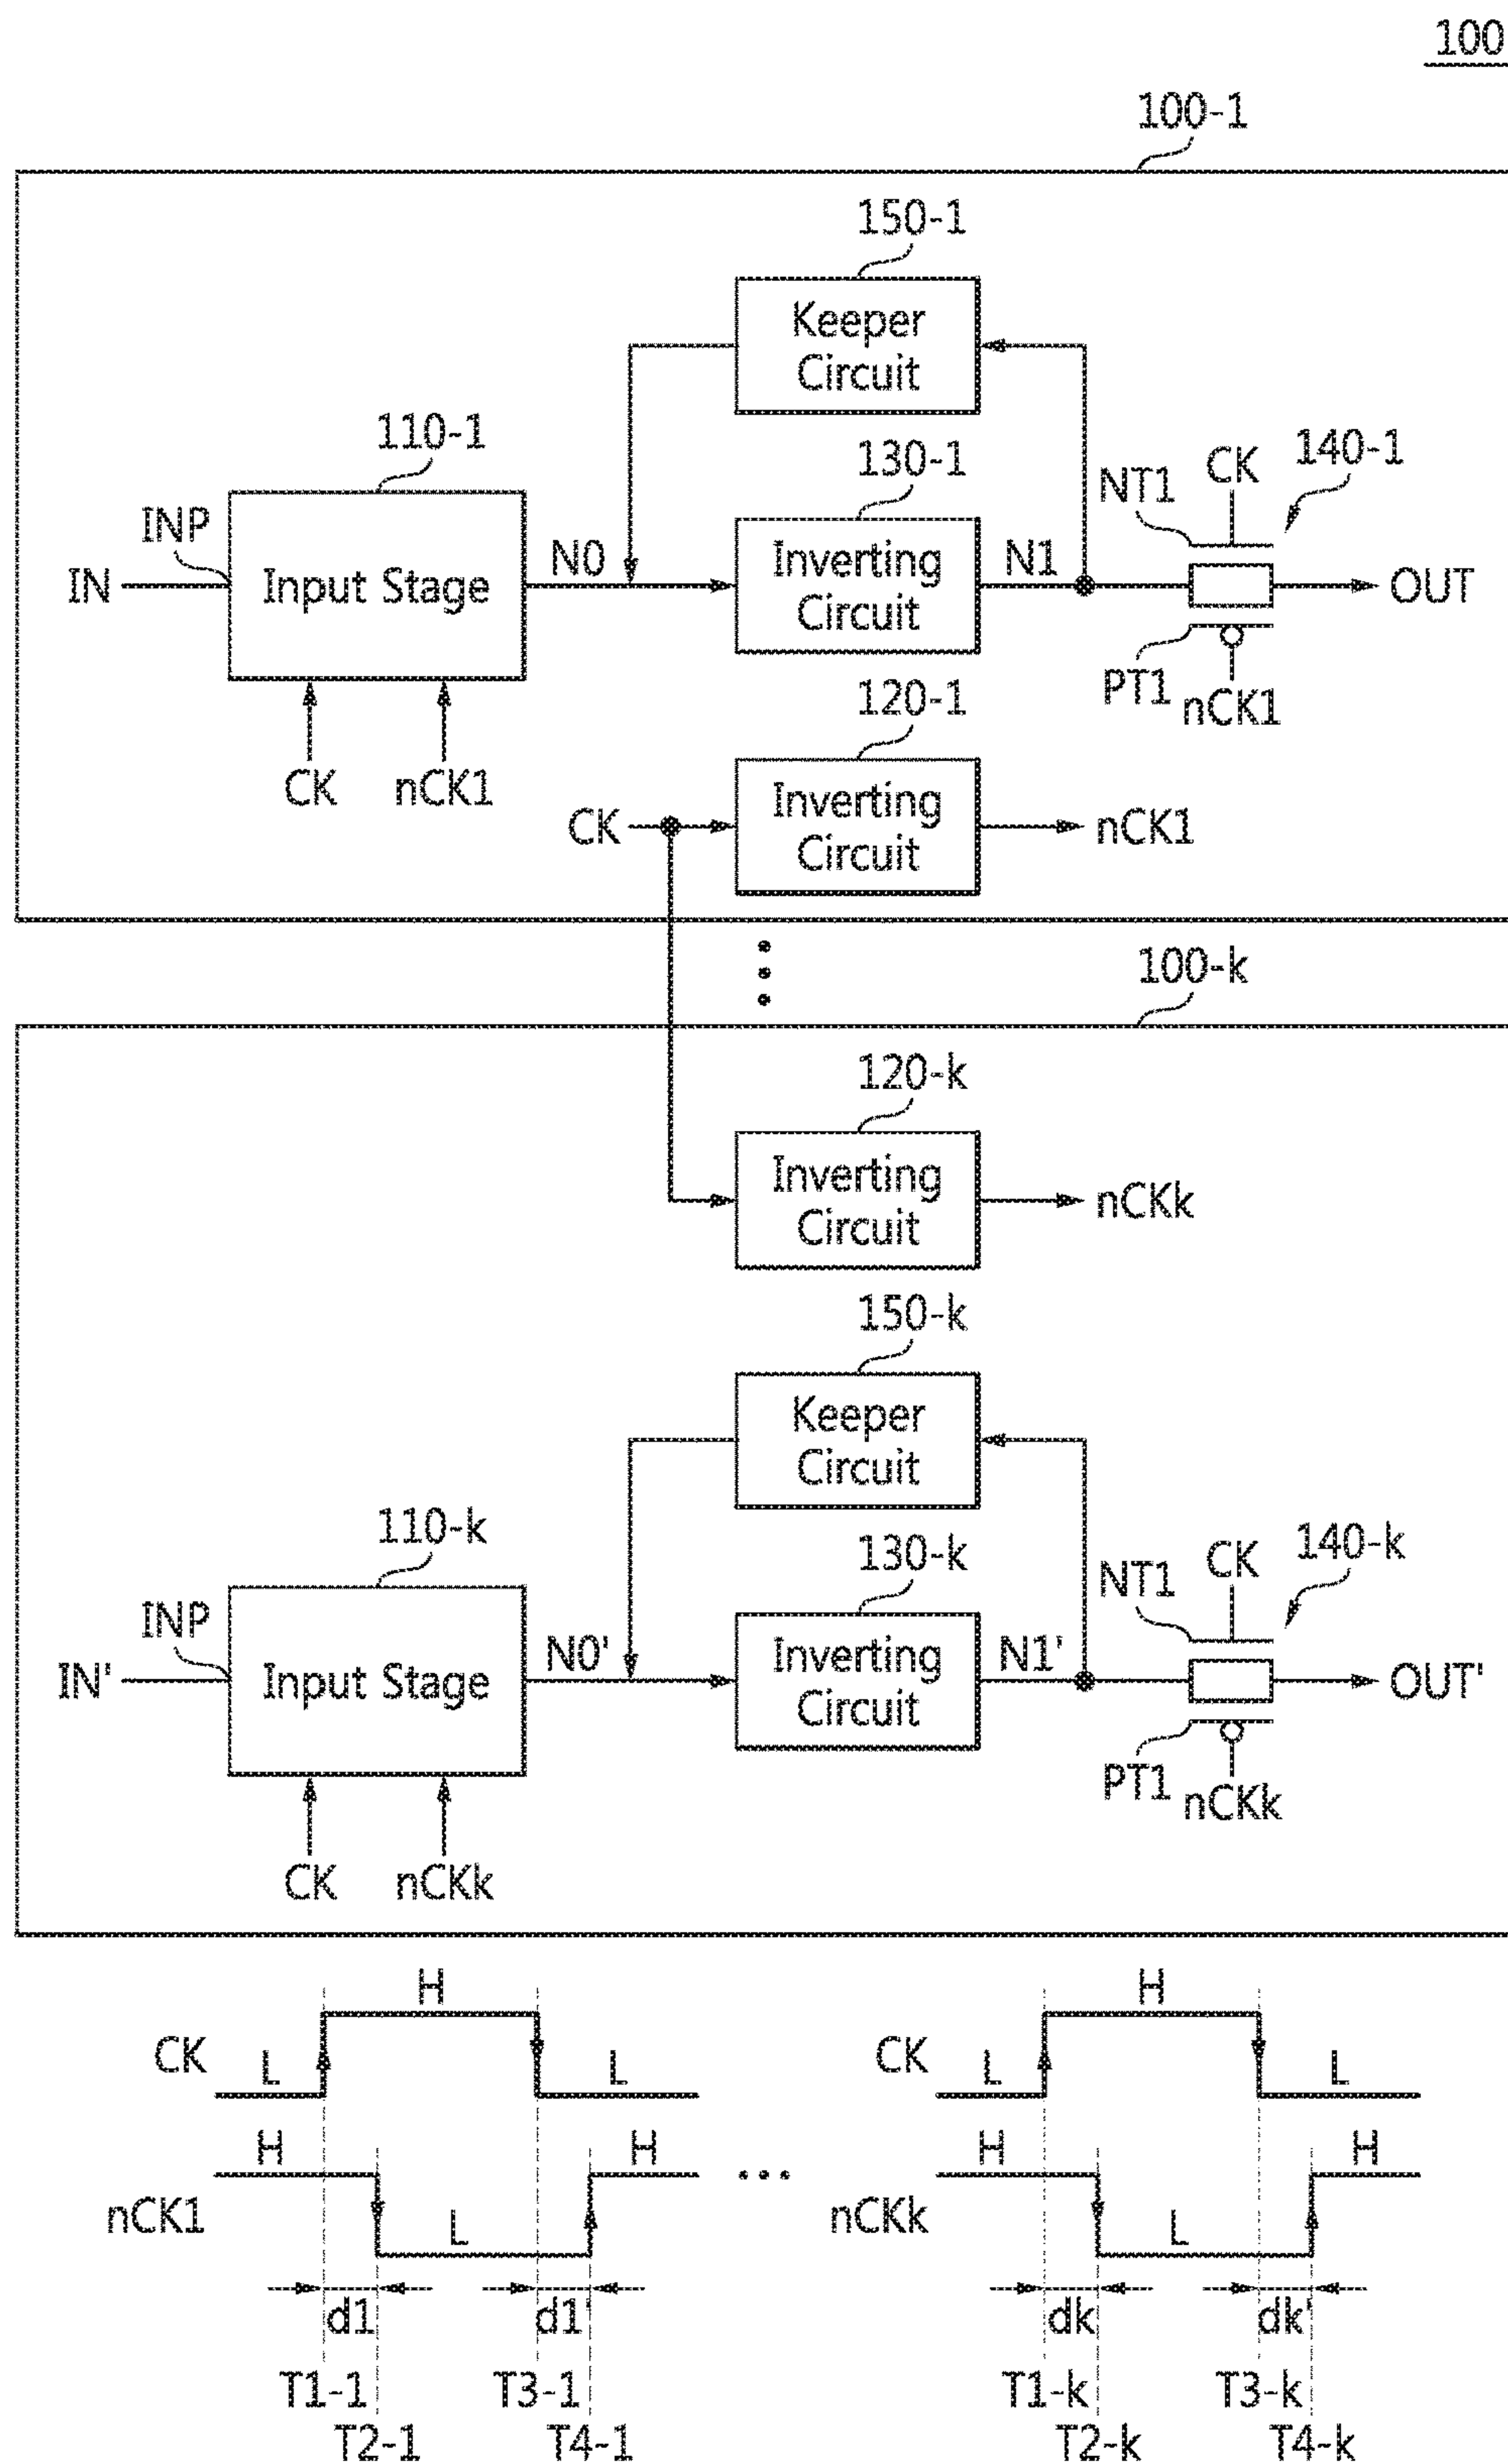 100
100-1
150-1
Keeper
Circuit
110-1
130-1
NT1
CK
140-1
INP
IN
Input Stage
N0
Inverting
Circuit
N1
OUT
PT1
nCK1
CK
nCK1
120-1
CK
Inverting
Circuit
nCK1
100-k
120-k
Inverting
Circuit
nCKk
150-k
Keeper
Circuit
110-k
130-k
NT1
CK
140-k
INP
IN'
Input Stage
N0'
Inverting
Circuit
N1'
OUT'
PT1
nCKk
CK
nCKk
H
CK
L
L
H
H
nCK1
L
d1
d1'
T1-1
T3-1
T2-1
T4-1
H
CK
L
L
H
H
nCKk
L
dk
dk'
T1-k
T3-k
T2-k
T4-k